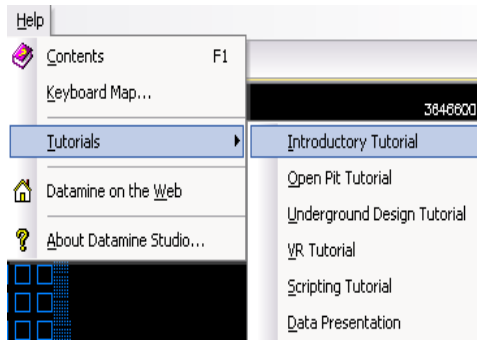 Help
Contents F1
Keyboard Map...
3646600
Tutorials
Introductory Tutorial
Open Pit Tutorial
Datamine on the Web
Underground Design Tutorial
About Datamine Studio...
VR Tutorial
Scripting Tutorial
Data Presentation